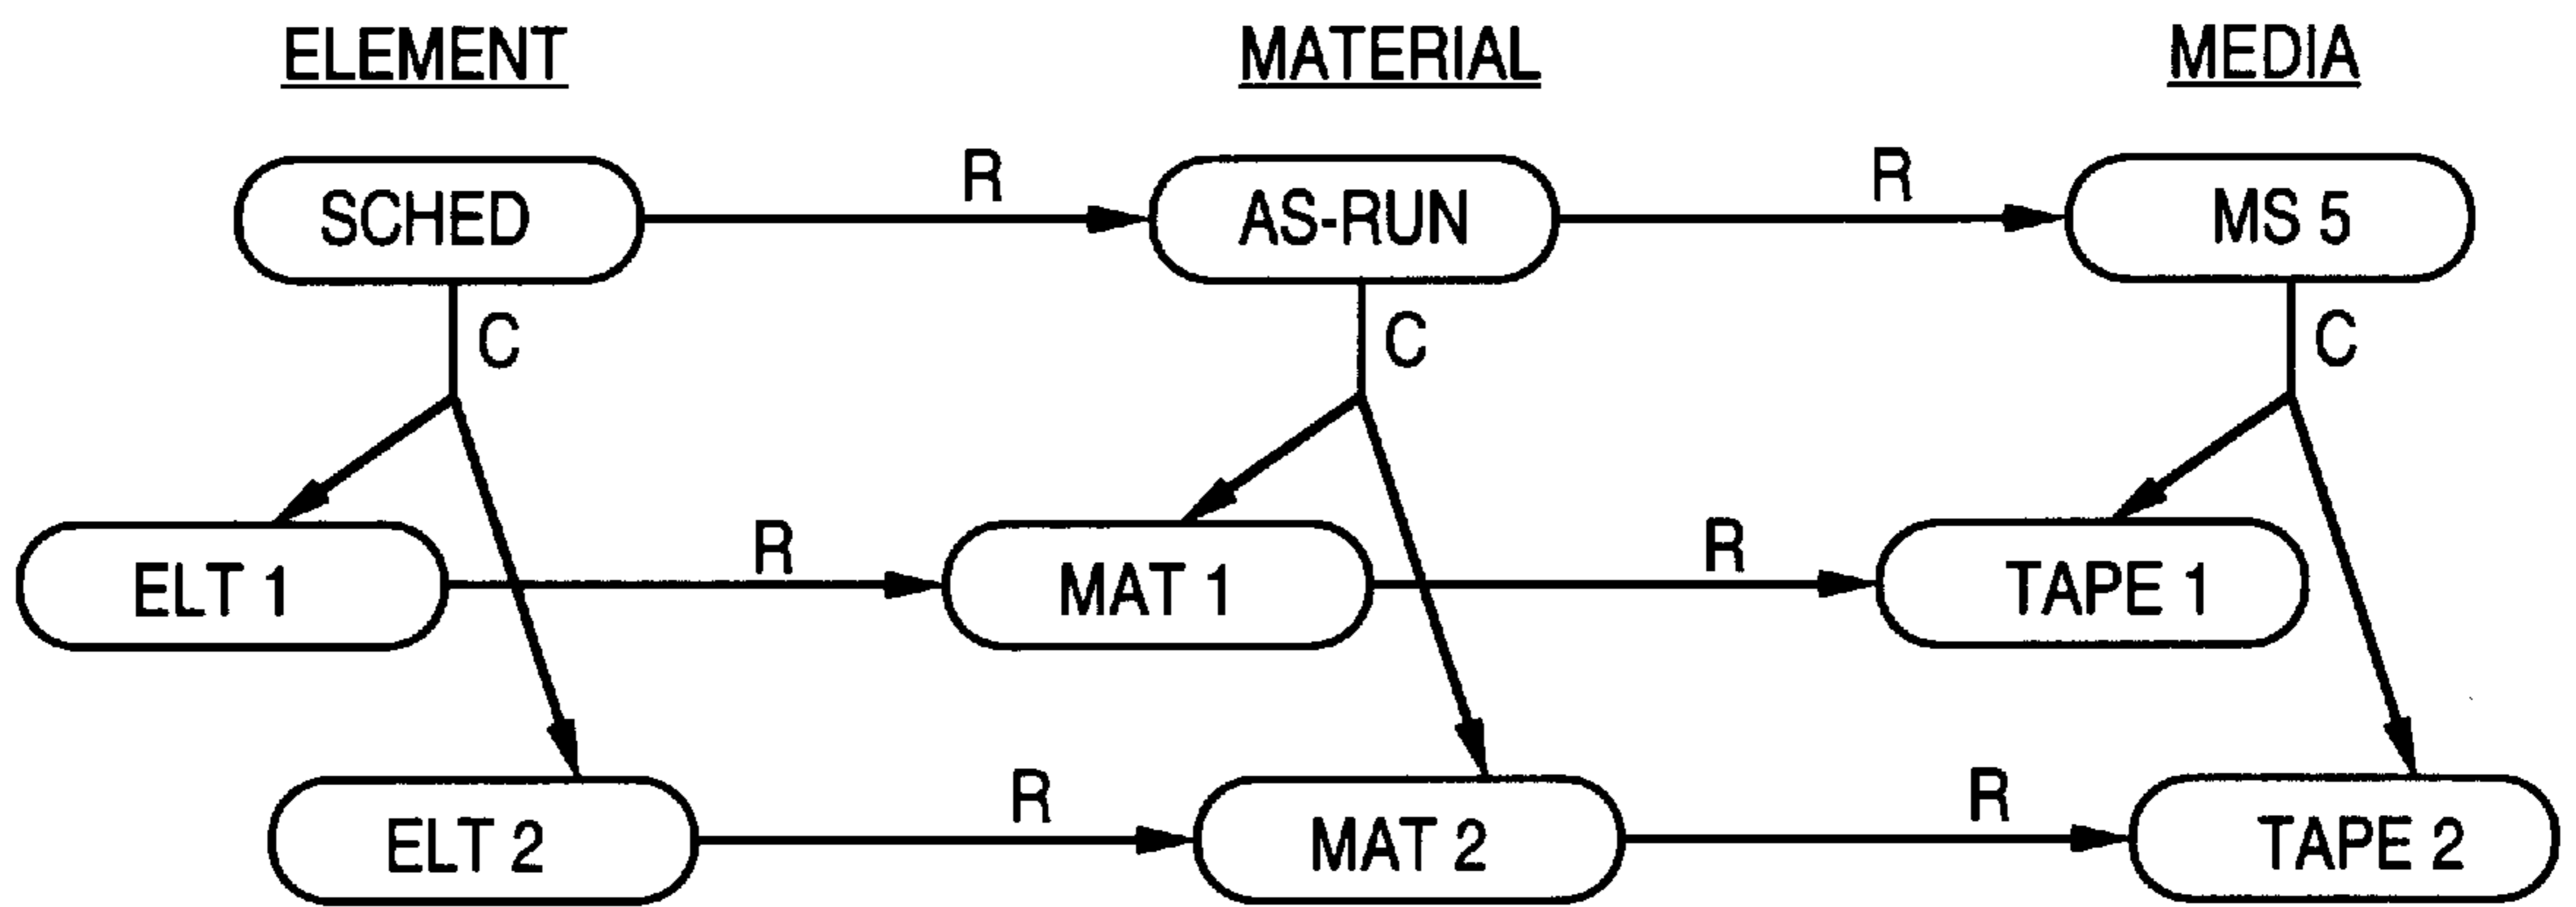 ELEMENT MATERIAL MEDIA
R R
SCHED AS-RUN MS 5
C C C
R R
ELT 1 MAT 1 TAPE 1
R R
ELT 2 MAT 2 TAPE 2